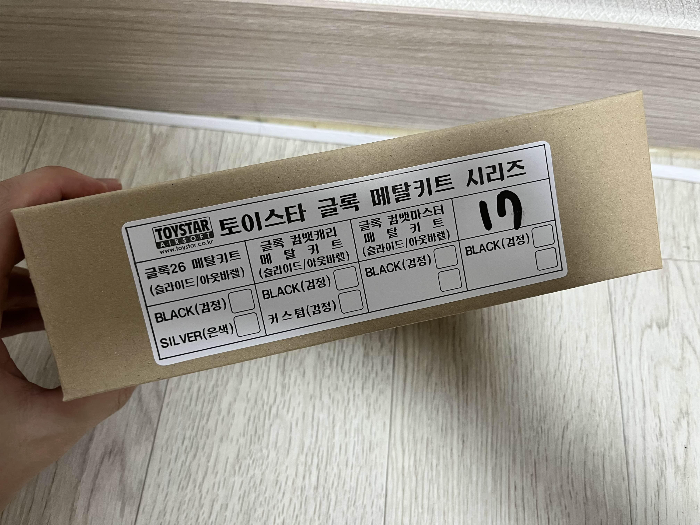 TOYSTAR
AIRSOFT
www.toystar.co.kr
토이스타 글록 메탈키트 시리즈
글록26 메탈키트
(슬라이드/아웃바렐)
BLACK(검정)
SILVER(은색)
글록 컴뱃캐리
메탈 키트
(슬라이드/아웃바렐)
BLACK(검정)
커스텀(검정)
글록 컴뱃마스터
메탈 키트
(슬라이드/아웃바렐)
BLACK(검정)
17
BLACK(검정)